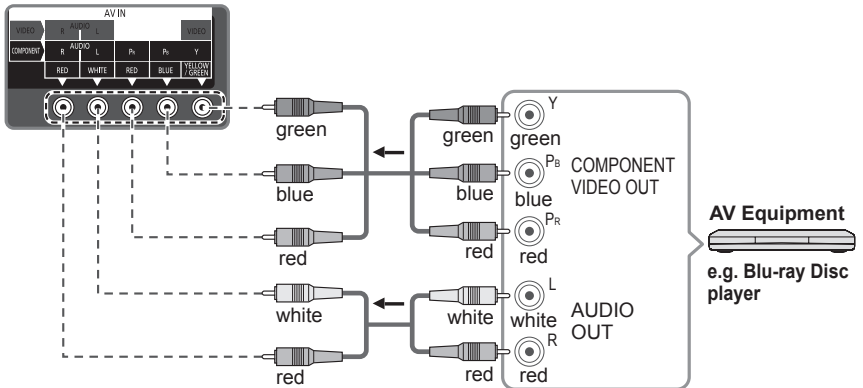 AV IN
VIDEO R AUDIO L VIDEO
COMPONENT R AUDIO L PR PB Y
RED WHITE RED BLUE YELLOW / GREEN
green
blue
red
white
red
green
blue
red
white
red
Y
green
PB
blue
PR
red
COMPONENT
VIDEO OUT
L
white
R
red
AUDIO
OUT
AV Equipment
e.g. Blu-ray Disc
player